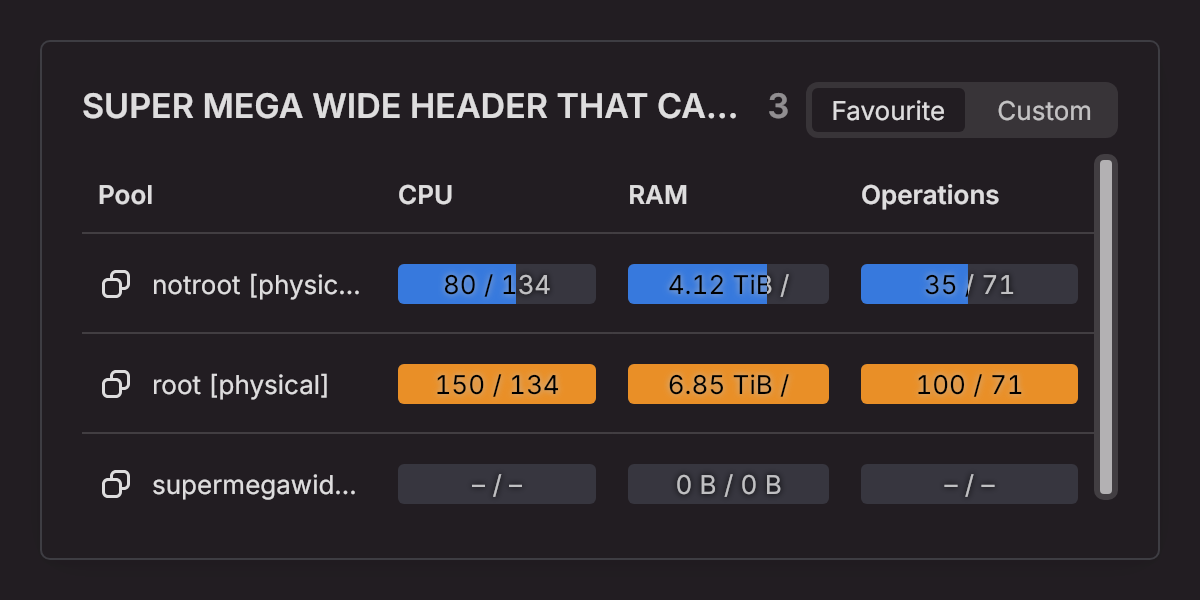 SUPER MEGA WIDE HEADER THAT CA... 3 Favourite Custom
Pool CPU RAM Operations
notroot [physic... 80 / 134 4.12 TiB / 35 / 71
root [physical] 150 / 134 6.85 TiB / 100 / 71
supermegawid... – / – 0 B / 0 B – / –